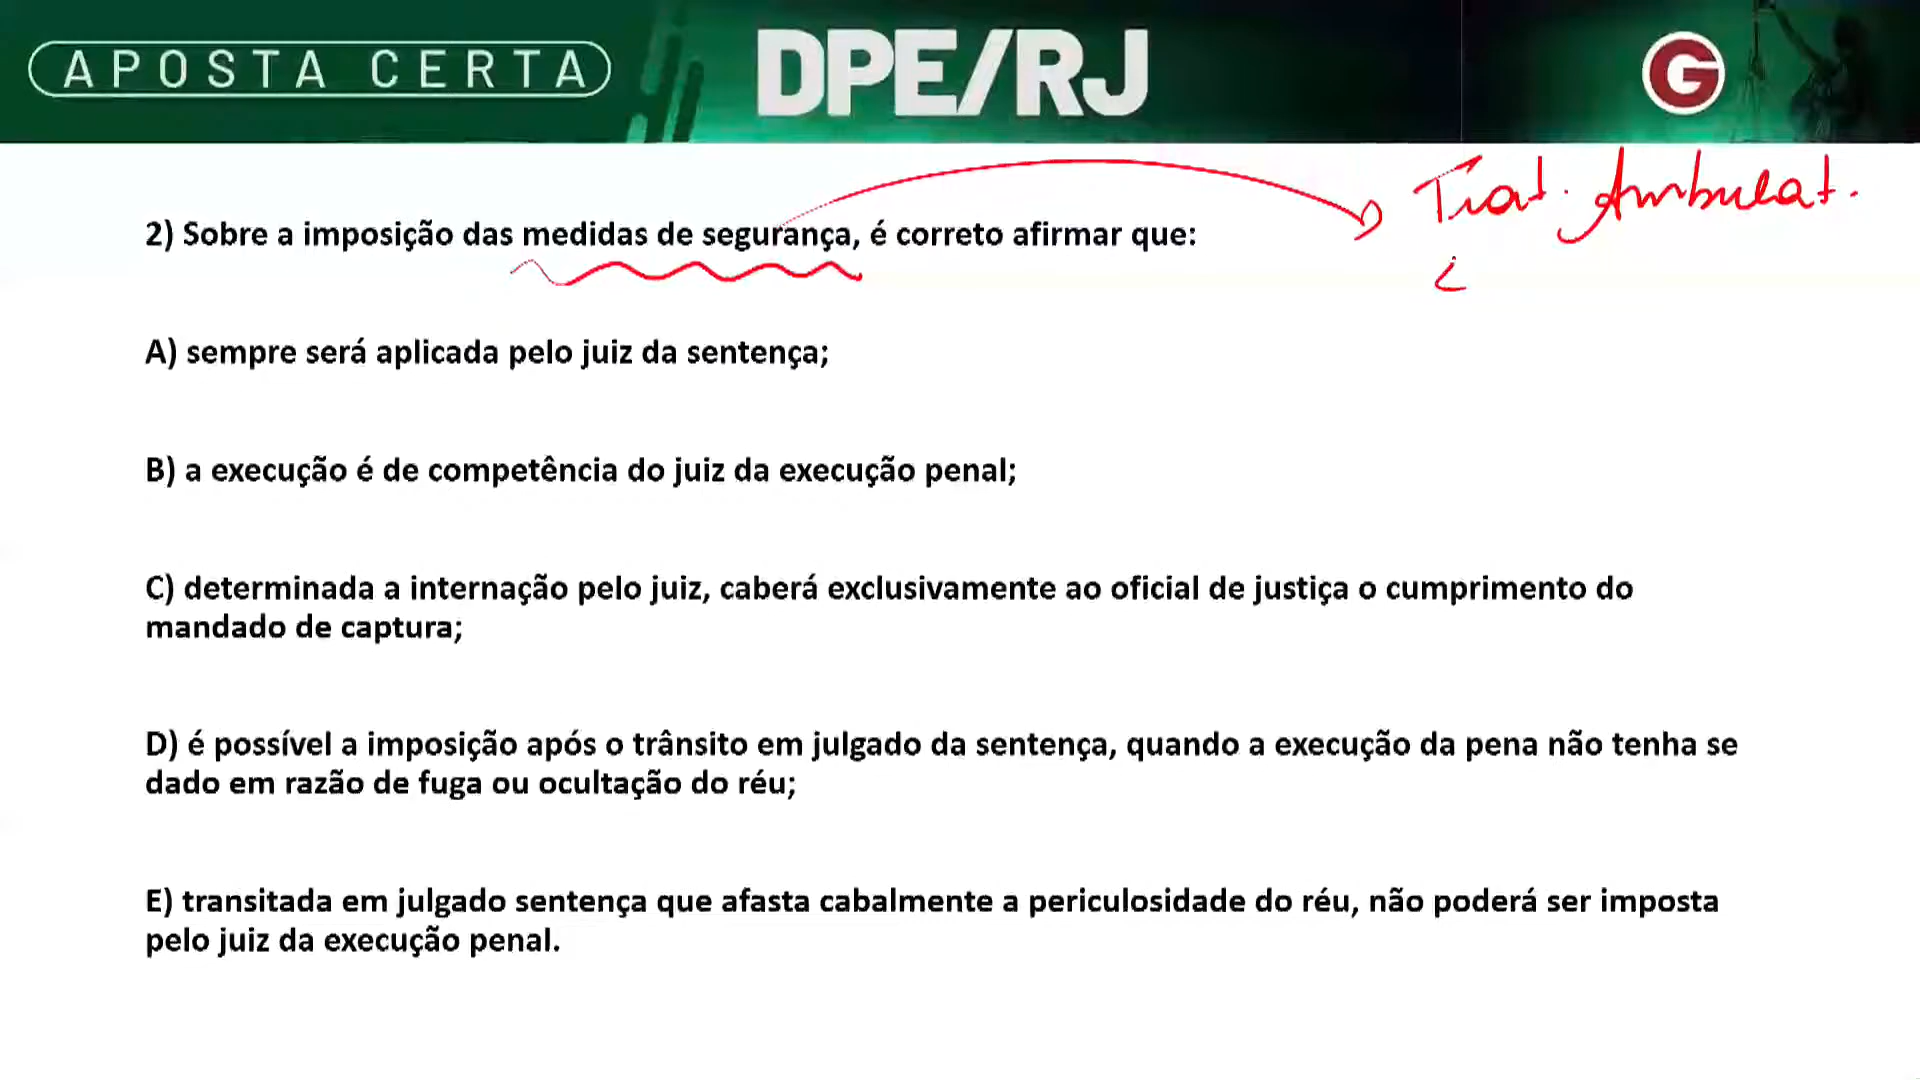 APOSTA CERTA
DPE/RJ
G
Trat. Ambulat.
2) Sobre a imposição das medidas de segurança, é correto afirmar que:
A) sempre será aplicada pelo juiz da sentença;
B) a execução é de competência do juiz da execução penal;
C) determinada a internação pelo juiz, caberá exclusivamente ao oficial de justiça o cumprimento do
mandado de captura;
D) é possível a imposição após o trânsito em julgado da sentença, quando a execução da pena não tenha se
dado em razão de fuga ou ocultação do réu;
E) transitada em julgado sentença que afasta cabalmente a periculosidade do réu, não poderá ser imposta
pelo juiz da execução penal.